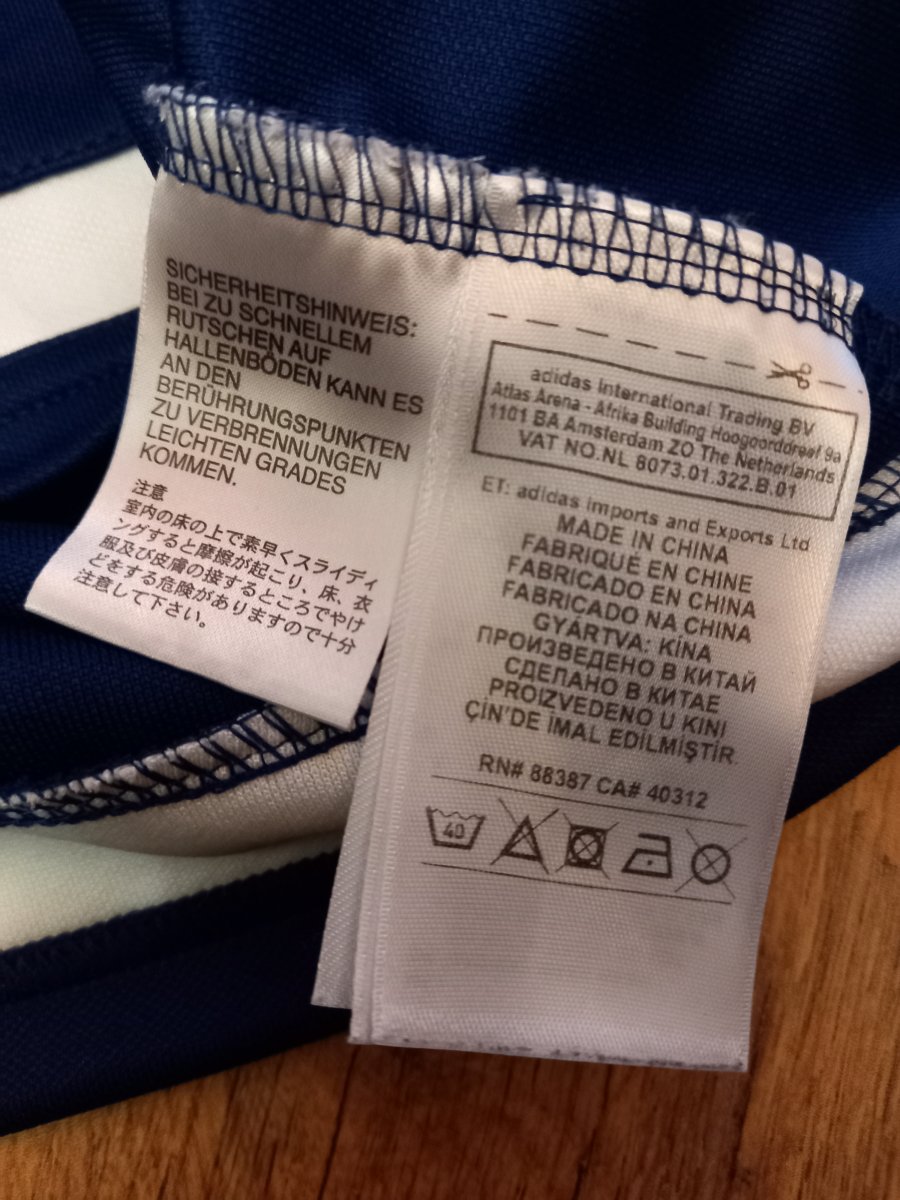 SICHERHEITSHINWEIS:
BEI ZU SCHNELLEM
RUTSCHEN AUF
HALLENBÖDEN KANN ES
AN DEN
BERÜHRUNGSPUNKTEN
ZU VERBRENNUNGEN
LEICHTEN GRADES
KOMMEN.
注意
室内の床の上で素早くスライディ
ングすると摩擦が起こり、床、衣
服及び皮膚の接するところでやけ
どをする危険がありますので十分
注意して下さい。
adidas International Trading BV
Atlas Arena - Afrika Building Hoogoorddreef 9a
1101 BA Amsterdam ZO The Netherlands
VAT NO.NL 8073.01.322.B.01
ET: adidas imports and Exports Ltd
MADE IN CHINA
FABRIQUÉ EN CHINE
FABRICADO EN CHINA
FABRICADO NA CHINA
GYÁRTVA: KÍNA
ПРОИЗВЕДЕНО В КИТАЙ
СДЕЛАНО В КИТАЕ
PROIZVEDENO U KINI
ÇİN'DE İMAL EDİLMİŞTİR.
RN# 88387 CA# 40312
40